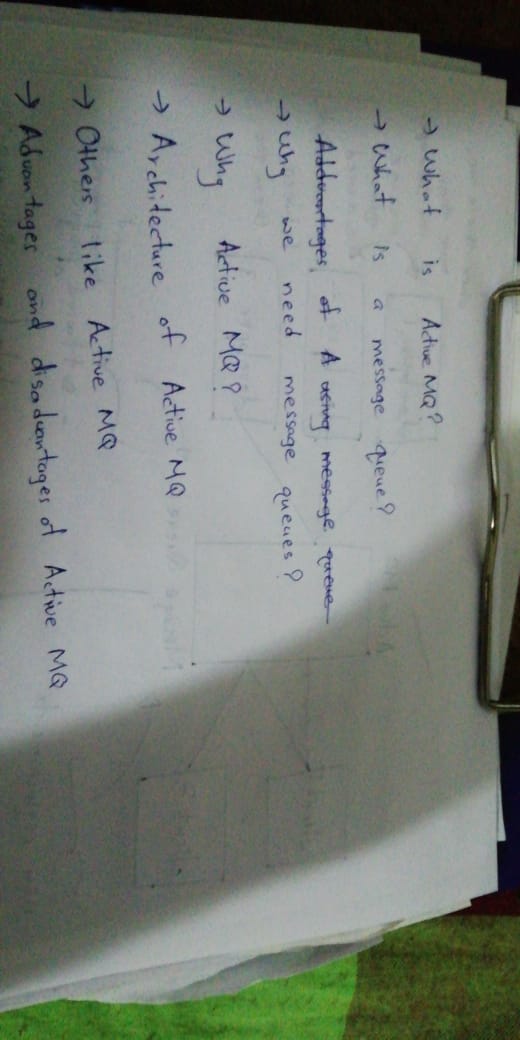 → What is Active MQ?
→ What is a message queue?
Addvantages of A using message queue
→ Why we need message queues?
→ Why Active MQ?
→ Architecture of Active MQ
→ Others like Active MQ
→ Advantages and disadvantages of Active MQ